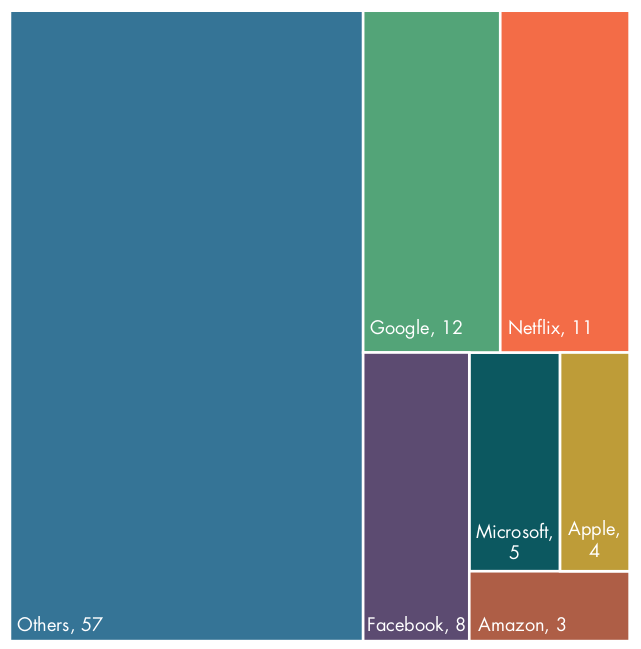 Google, 12
Netflix, 11
Microsoft,
5
Apple,
4
Others, 57
Facebook, 8
Amazon, 3